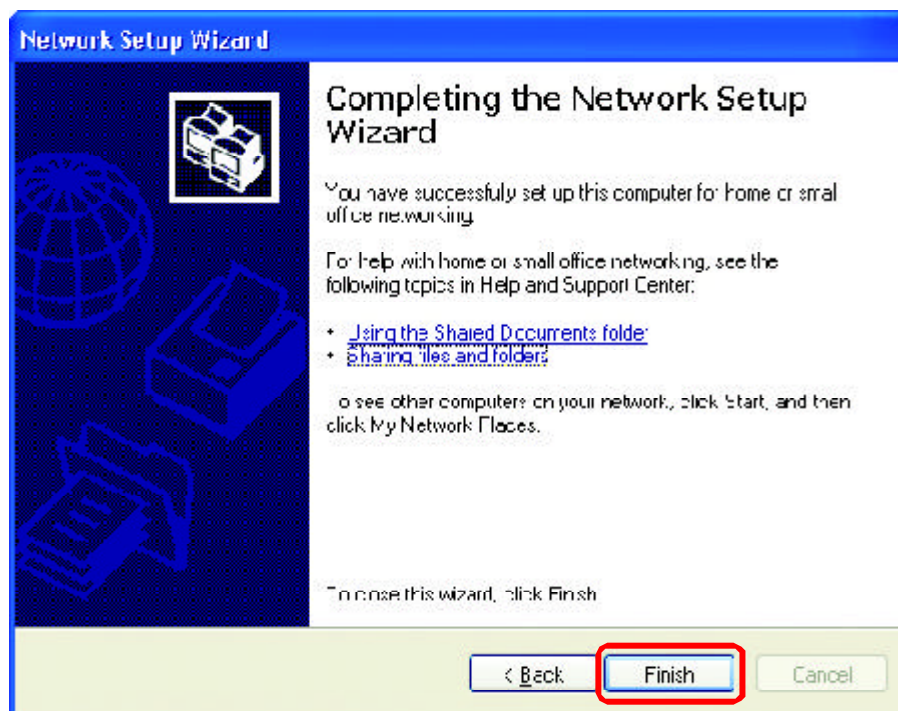 Network Setup Wizard
Completing the Network Setup
Wizard
You have successfully set up this computer for home or small
office networking.
For help with home or small office networking, see the
following topics in Help and Support Center:
• Using the Shared Documents folder
• Sharing files and folders
To see other computers on your network, click Start, and then
click My Network Places.
To close this wizard, click Finish.
< Back Finish Cancel